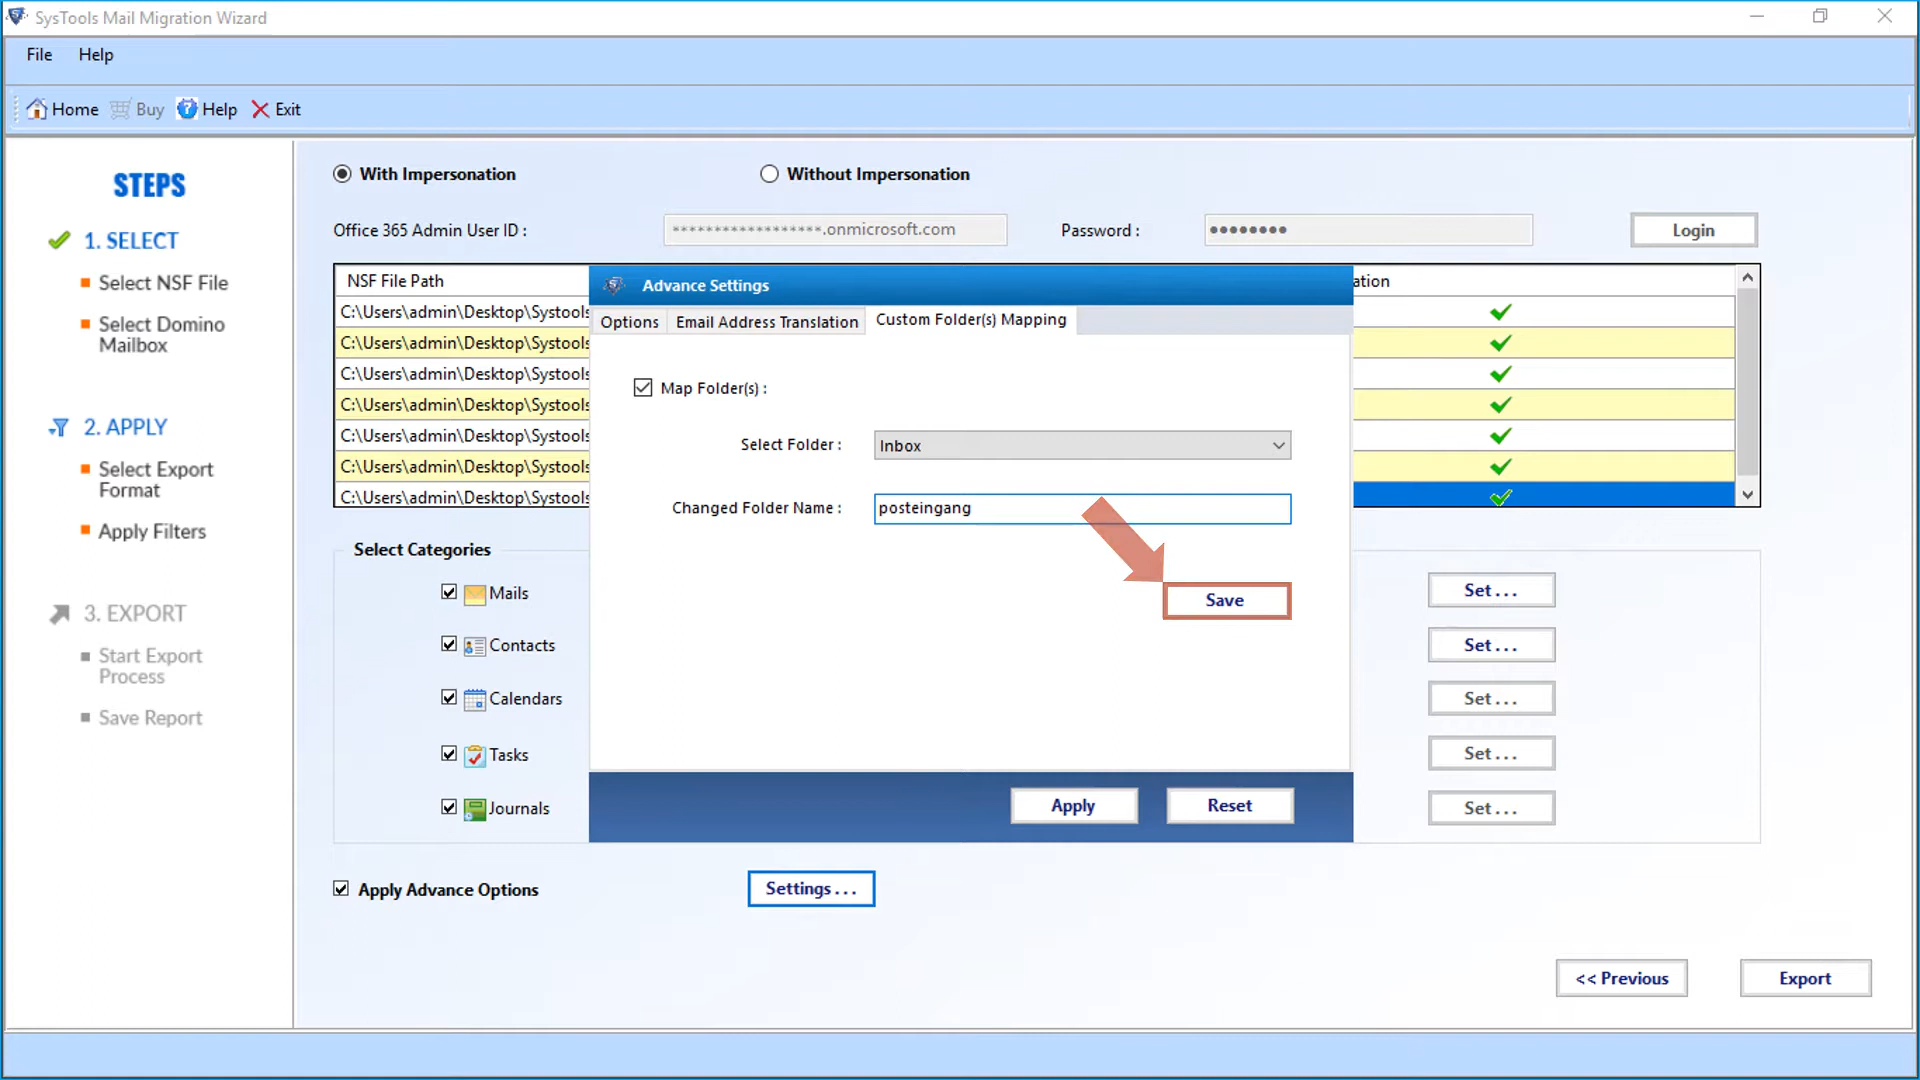 SysTools Mail Migration Wizard
File Help
Home Buy Help Exit
STEPS
1. SELECT
Select NSF File
Select Domino
Mailbox
2. APPLY
Select Export
Format
Apply Filters
3. EXPORT
Start Export
Process
Save Report
With Impersonation Without Impersonation
Office 365 Admin User ID : ******************.onmicrosoft.com Password : ●●●●●●●● Login
NSF File Path ation
C:\Users\admin\Desktop\Systools
C:\Users\admin\Desktop\Systools
C:\Users\admin\Desktop\Systools
C:\Users\admin\Desktop\Systools
C:\Users\admin\Desktop\Systools
C:\Users\admin\Desktop\Systools
C:\Users\admin\Desktop\Systools
Advance Settings
Options Email Address Translation Custom Folder(s) Mapping
Map Folder(s) :
Select Folder : Inbox
Changed Folder Name : posteingang
Save
Apply Reset
Select Categories
Mails Set . . .
Contacts Set . . .
Calendars Set . . .
Tasks Set . . .
Journals Set . . .
Apply Advance Options Settings . . .
<< Previous Export